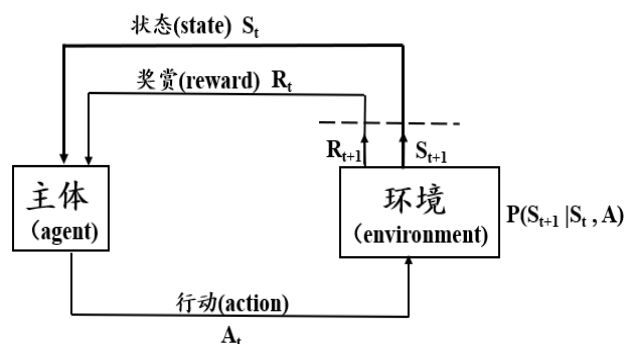 状态(state) Sₜ
奖赏(reward) Rₜ
Rₜ₊₁
Sₜ₊₁
主体
（agent)
环境
（environment)
P(Sₜ₊₁ |Sₜ , A)
行动(action)
Aₜ